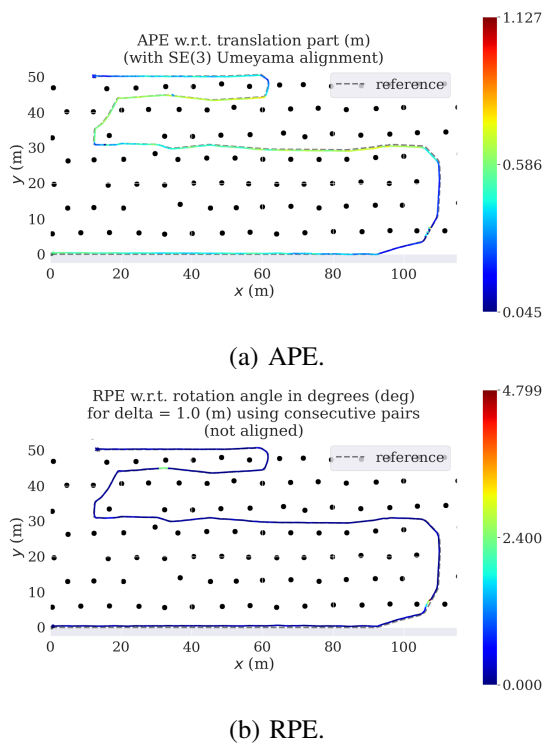 APE w.r.t. translation part (m)
(with SE(3) Umeyama alignment)
reference
50
40
30
20
10
0
y (m)
0 20 40 60 80 100
x (m)
1.127
0.586
0.045
(a) APE.
RPE w.r.t. rotation angle in degrees (deg)
for delta = 1.0 (m) using consecutive pairs
(not aligned)
reference
50
40
30
20
10
0
y (m)
0 20 40 60 80 100
x (m)
4.799
2.400
0.000
(b) RPE.